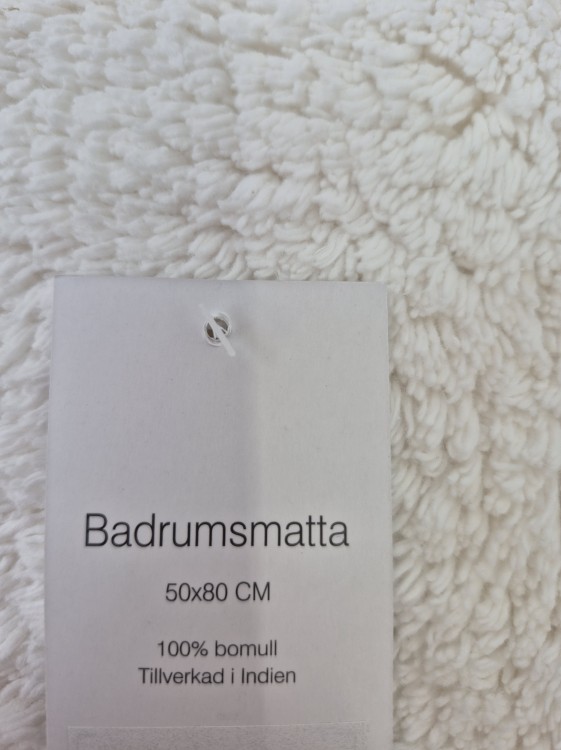 Badrumsmatta
50x80 CM
100% bomull
Tillverkad i Indien